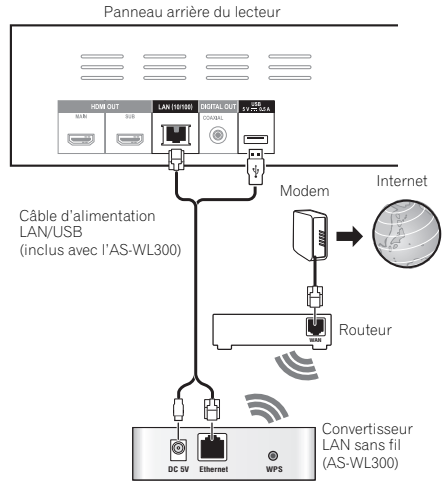 Panneau arrière du lecteur
HDMI OUT
LAN (10/100)
DIGITAL OUT
USB
5 V ⎓ 0.5 A
MAIN
SUB
COAXIAL
Modem
Internet
Câble d'alimentation
LAN/USB
(inclus avec l'AS-WL300)
Routeur
WAN
Convertisseur
LAN sans fil
(AS-WL300)
DC 5V
Ethernet
WPS